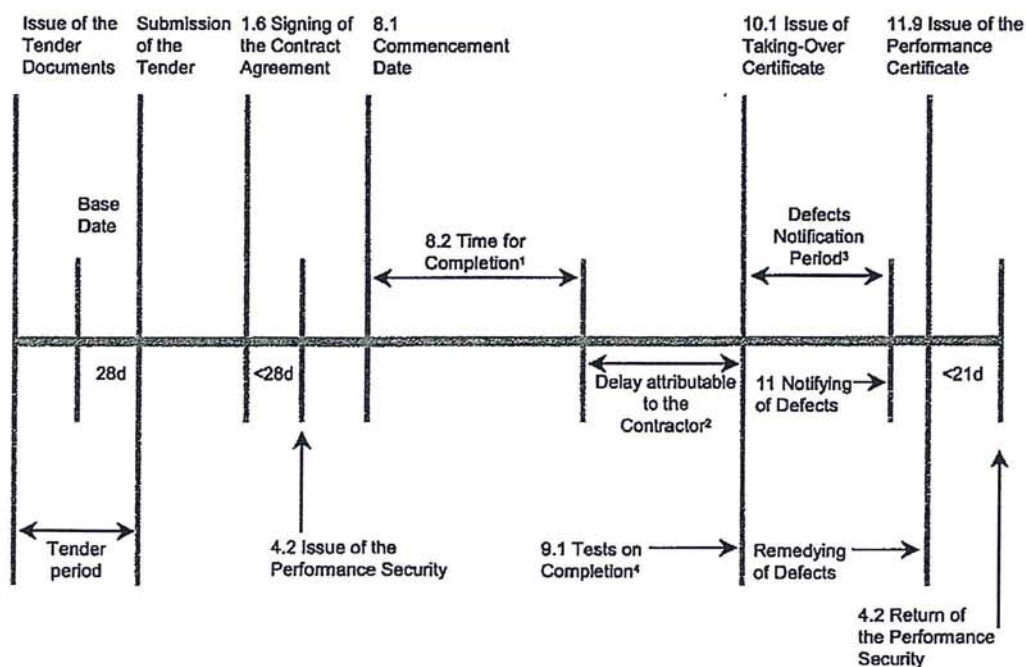 Issue of the
Tender
Documents
Submission
of the
Tender
1.6 Signing of
the Contract
Agreement
8.1
Commencement
Date
10.1 Issue of
Taking-Over
Certificate
11.9 Issue of the
Performance
Certificate
Base
Date
8.2 Time for
Completion¹
Defects
Notification
Period³
28d
<28d
Delay attributable
to the
Contractor²
11 Notifying
of Defects
<21d
Tender
period
4.2 Issue of the
Performance Security
9.1 Tests on
Completion⁴
Remedying
of Defects
4.2 Return of
the Performance
Security